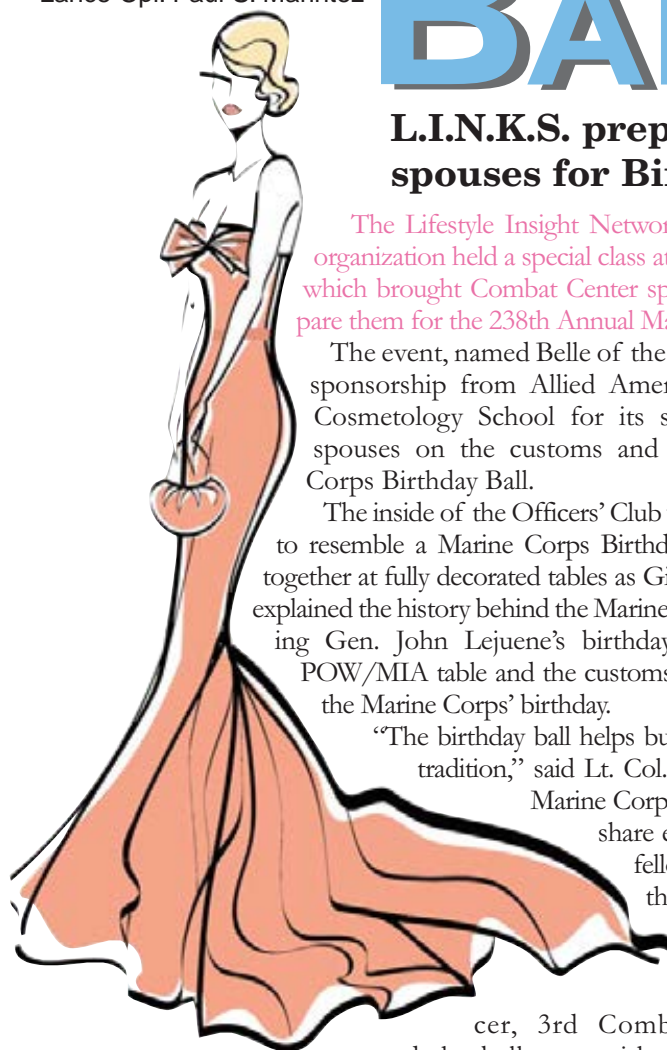 Lance Cpl. Paul S.
BA
L.I.N.K.S. prep
spouses for Bi
The Lifestyle Insight Networ
organization held a special class at
which brought Combat Center sp
pare them for the 238th Annual Ma
The event, named Belle of the
sponsorship from Allied Amer
Cosmetology School for its s
spouses on the customs and
Corps Birthday Ball.
The inside of the Officers’ Club
to resemble a Marine Corps Birthd
together at fully decorated tables as Gi
explained the history behind the Marine
ing Gen. John Lejuene’s birthday
POW/MIA table and the customs
the Marine Corps’ birthday.
“The birthday ball helps bu
tradition,” said Lt. Col.
Marine Corp
share e
fell
th
cer, 3rd Comb